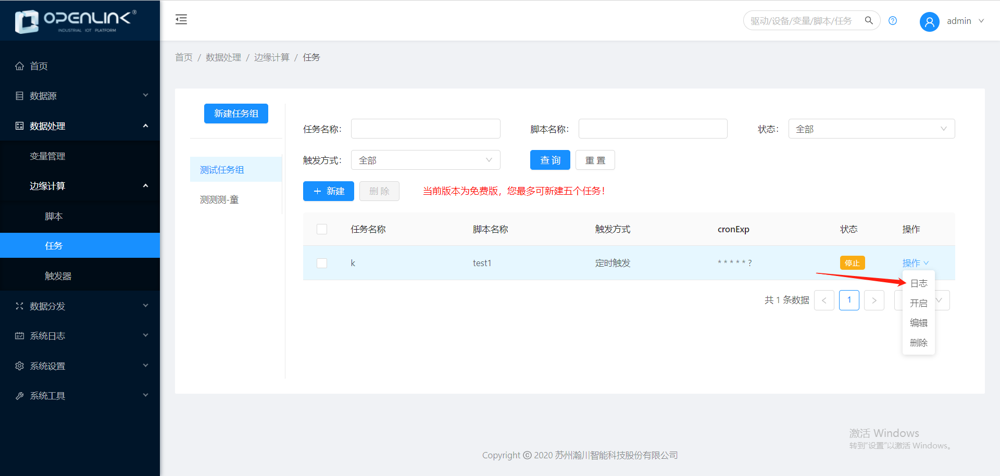 OPENLINK®
INDUSTRIAL IOT PLATFORM
驱动/设备/变量/脚本/任务
admin
首页
数据源
数据处理
变量管理
边缘计算
脚本
任务
触发器
数据分发
系统日志
系统设置
系统工具
首页 / 数据处理 / 边缘计算 / 任务
新建任务组
测试任务组
测测测-童
任务名称：
脚本名称：
状态： 全部
触发方式： 全部
查 询 重 置
+ 新建 删 除 当前版本为免费版，您最多可新建五个任务！
任务名称 脚本名称 触发方式 cronExp 状态 操作
k test1 定时触发 * * * * * ? 停止 操作
日志
开启
编辑
删除
共 1 条数据 < 1 >
激活 Windows
转到"设置"以激活 Windows。
Copyright © 2020 苏州瀚川智能科技股份有限公司